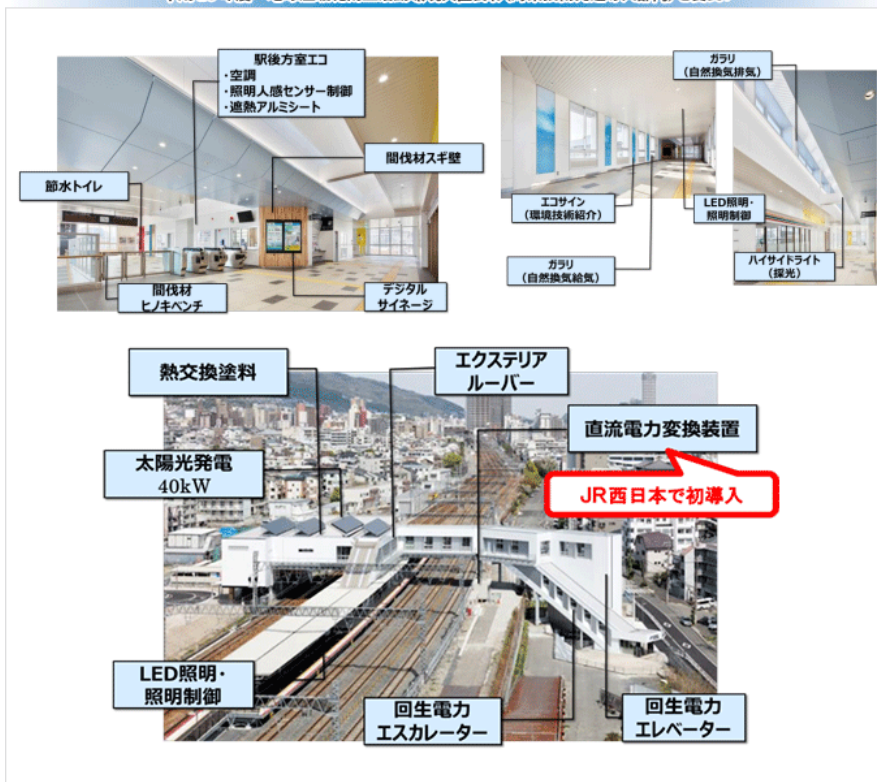 駅後方室エコ
・空調
・照明人感センサー制御
・遮熱アルミシート
間伐材スギ壁
節水トイレ
間伐材
ヒノキベンチ
デジタル
サイネージ
ガラリ
(自然換気排気)
エコサイン
(環境技術紹介)
LED照明・
照明制御
ガラリ
(自然換気給気)
ハイサイドライト
(採光)
熱交換塗料
エクステリア
ルーバー
直流電力変換装置
太陽光発電
40kW
JR西日本で初導入
LED照明・
照明制御
回生電力
エスカレーター
回生電力
エレベーター